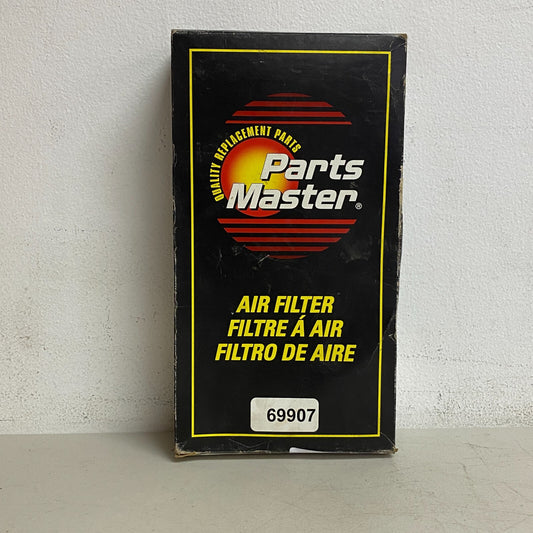 QUALITY REPLACEMENT PARTS
Parts
Master®
AIR FILTER
FILTRE Á AIR
FILTRO DE AIRE
69907